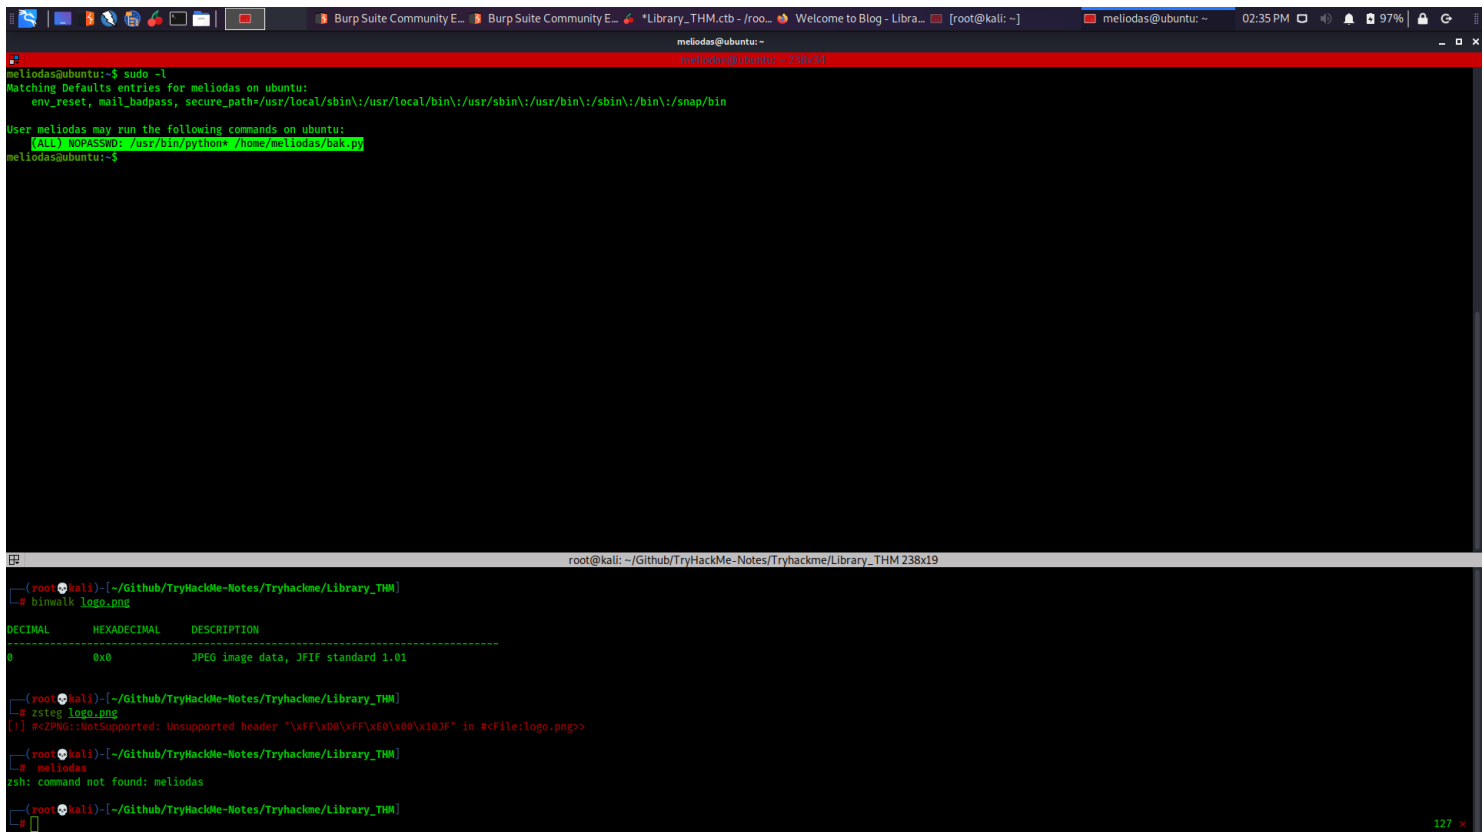 Burp Suite Community E... Burp Suite Community E... *Library_THM.ctb - /roo... Welcome to Blog - Libra... [root@kali: ~] meliodas@ubuntu: ~ 02:35 PM 97%
meliodas@ubuntu: ~
meliodas@ubuntu: ~ 238x34
meliodas@ubuntu:~$ sudo -l
Matching Defaults entries for meliodas on ubuntu:
    env_reset, mail_badpass, secure_path=/usr/local/sbin\:/usr/local/bin\:/usr/sbin\:/usr/bin\:/sbin\:/bin\:/snap/bin
User meliodas may run the following commands on ubuntu:
    (ALL) NOPASSWD: /usr/bin/python* /home/meliodas/bak.py
meliodas@ubuntu:~$
root@kali: ~/Github/TryHackMe-Notes/Tryhackme/Library_THM 238x19
(root💀kali)-[~/Github/TryHackMe-Notes/Tryhackme/Library_THM]
# binwalk logo.png
DECIMAL       HEXADECIMAL     DESCRIPTION
--------------------------------------------------------------------------------
0             0x0             JPEG image data, JFIF standard 1.01
(root💀kali)-[~/Github/TryHackMe-Notes/Tryhackme/Library_THM]
# zsteg logo.png
[!] #<ZPNG::NotSupported: Unsupported header "\xFF\xD8\xFF\xE0\x00\x10JF" in #<File:logo.png>>
(root💀kali)-[~/Github/TryHackMe-Notes/Tryhackme/Library_THM]
# meliodas
zsh: command not found: meliodas
(root💀kali)-[~/Github/TryHackMe-Notes/Tryhackme/Library_THM]
# 127 ×